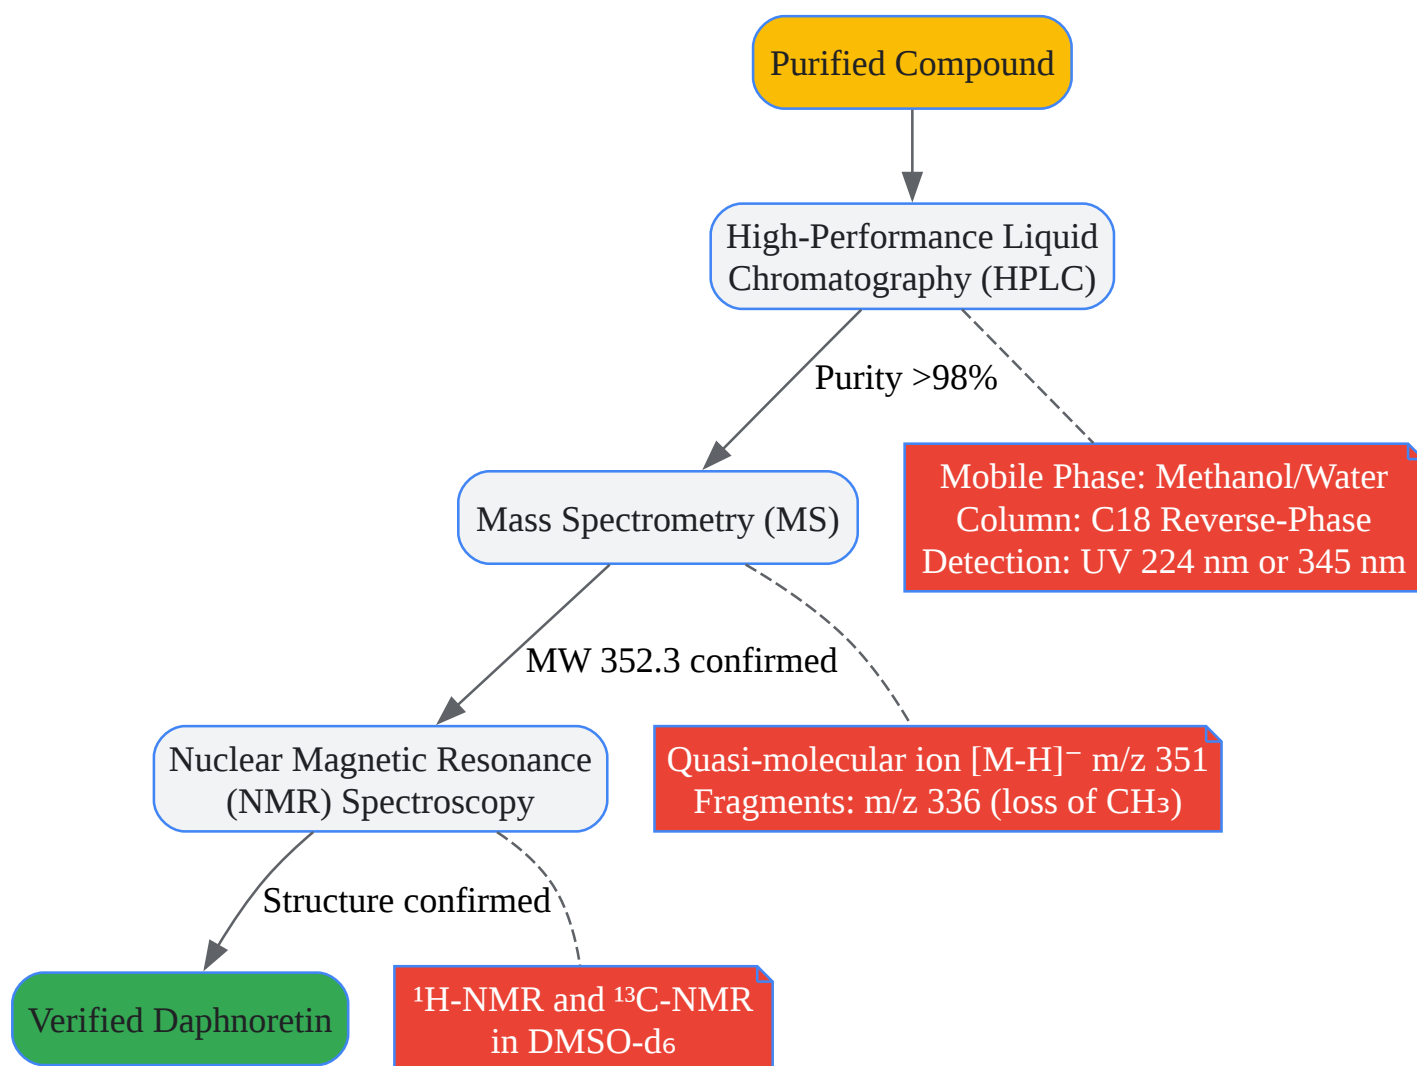 Purified Compound
High-Performance Liquid
Chromatography (HPLC)
Purity >98%
Mobile Phase: Methanol/Water
Column: C18 Reverse-Phase
Detection: UV 224 nm or 345 nm
Mass Spectrometry (MS)
MW 352.3 confirmed
Quasi-molecular ion [M-H]⁻ m/z 351
Fragments: m/z 336 (loss of CH₃)
Nuclear Magnetic Resonance
(NMR) Spectroscopy
Structure confirmed
¹H-NMR and ¹³C-NMR
in DMSO-d₆
Verified Daphnoretin